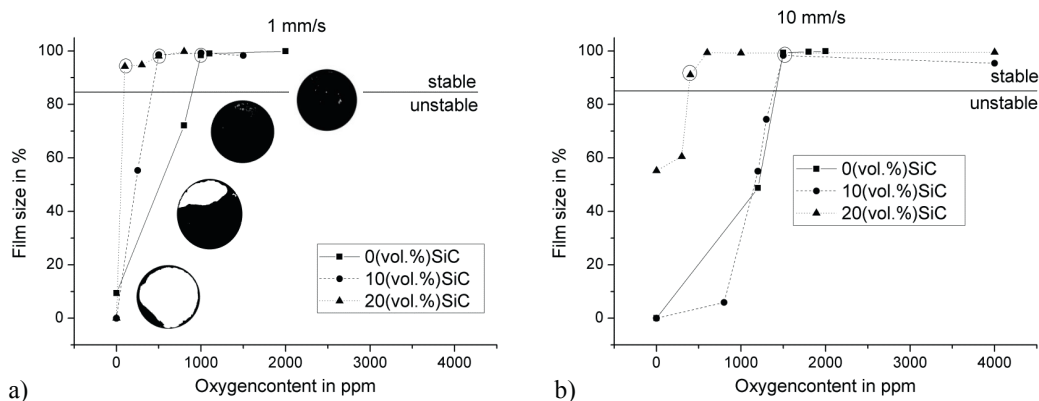 1 mm/s
100
80
60
40
20
0
Film size in %
stable
unstable
0(vol.%)SiC
10(vol.%)SiC
20(vol.%)SiC
0 1000 2000 3000 4000
Oxygencontent in ppm
a)
10 mm/s
100
80
60
40
20
0
Film size in %
stable
unstable
0(vol.%)SiC
10(vol.%)SiC
20(vol.%)SiC
0 1000 2000 3000 4000
Oxygencontent in ppm
b)